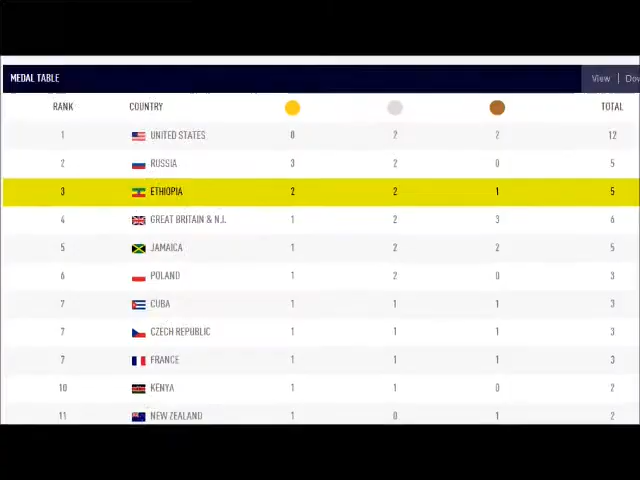 MEDAL TABLE View | Dow
RANK COUNTRY TOTAL
1 UNITED STATES 8 2 2 12
2 RUSSIA 3 2 0 5
3 ETHIOPIA 2 2 1 5
4 GREAT BRITAIN & N.I. 1 2 3 6
5 JAMAICA 1 2 2 5
6 POLAND 1 2 0 3
7 CUBA 1 1 1 3
7 CZECH REPUBLIC 1 1 1 3
7 FRANCE 1 1 1 3
10 KENYA 1 1 0 2
11 NEW ZEALAND 1 0 1 2